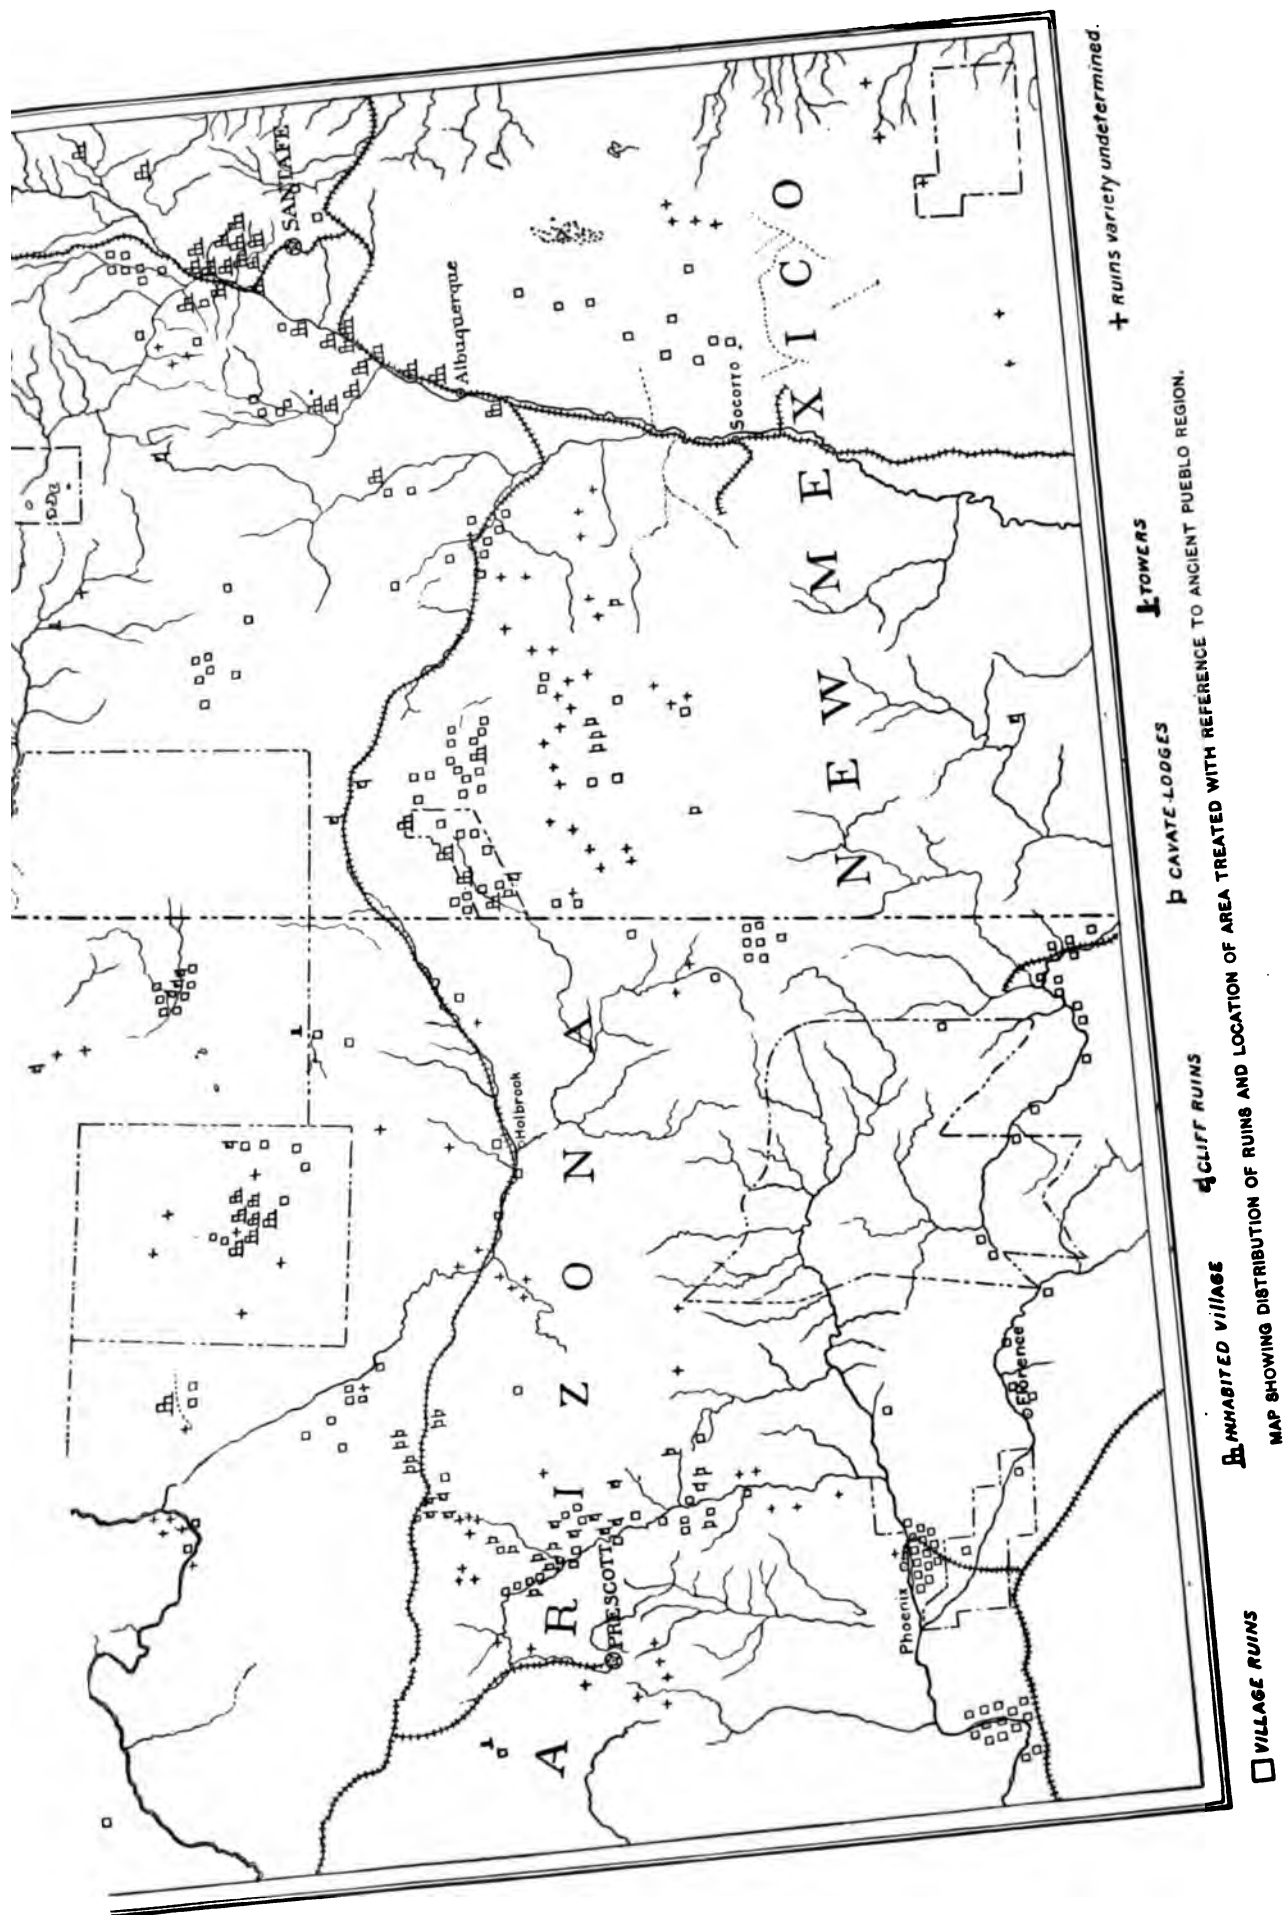 SANTAFE
Albuquerque
Socorro
Holbrook
PRESCOTT
Phoenix
Florence
ARIZONA
NEW MEXICO
□ VILLAGE RUINS
INHABITED VILLAGE
CLIFF RUINS
CAVATE LODGES
TOWERS
+ RUINS variety undetermined.
MAP SHOWING DISTRIBUTION OF RUINS AND LOCATION OF AREA TREATED WITH REFERENCE TO ANCIENT PUEBLO REGION.